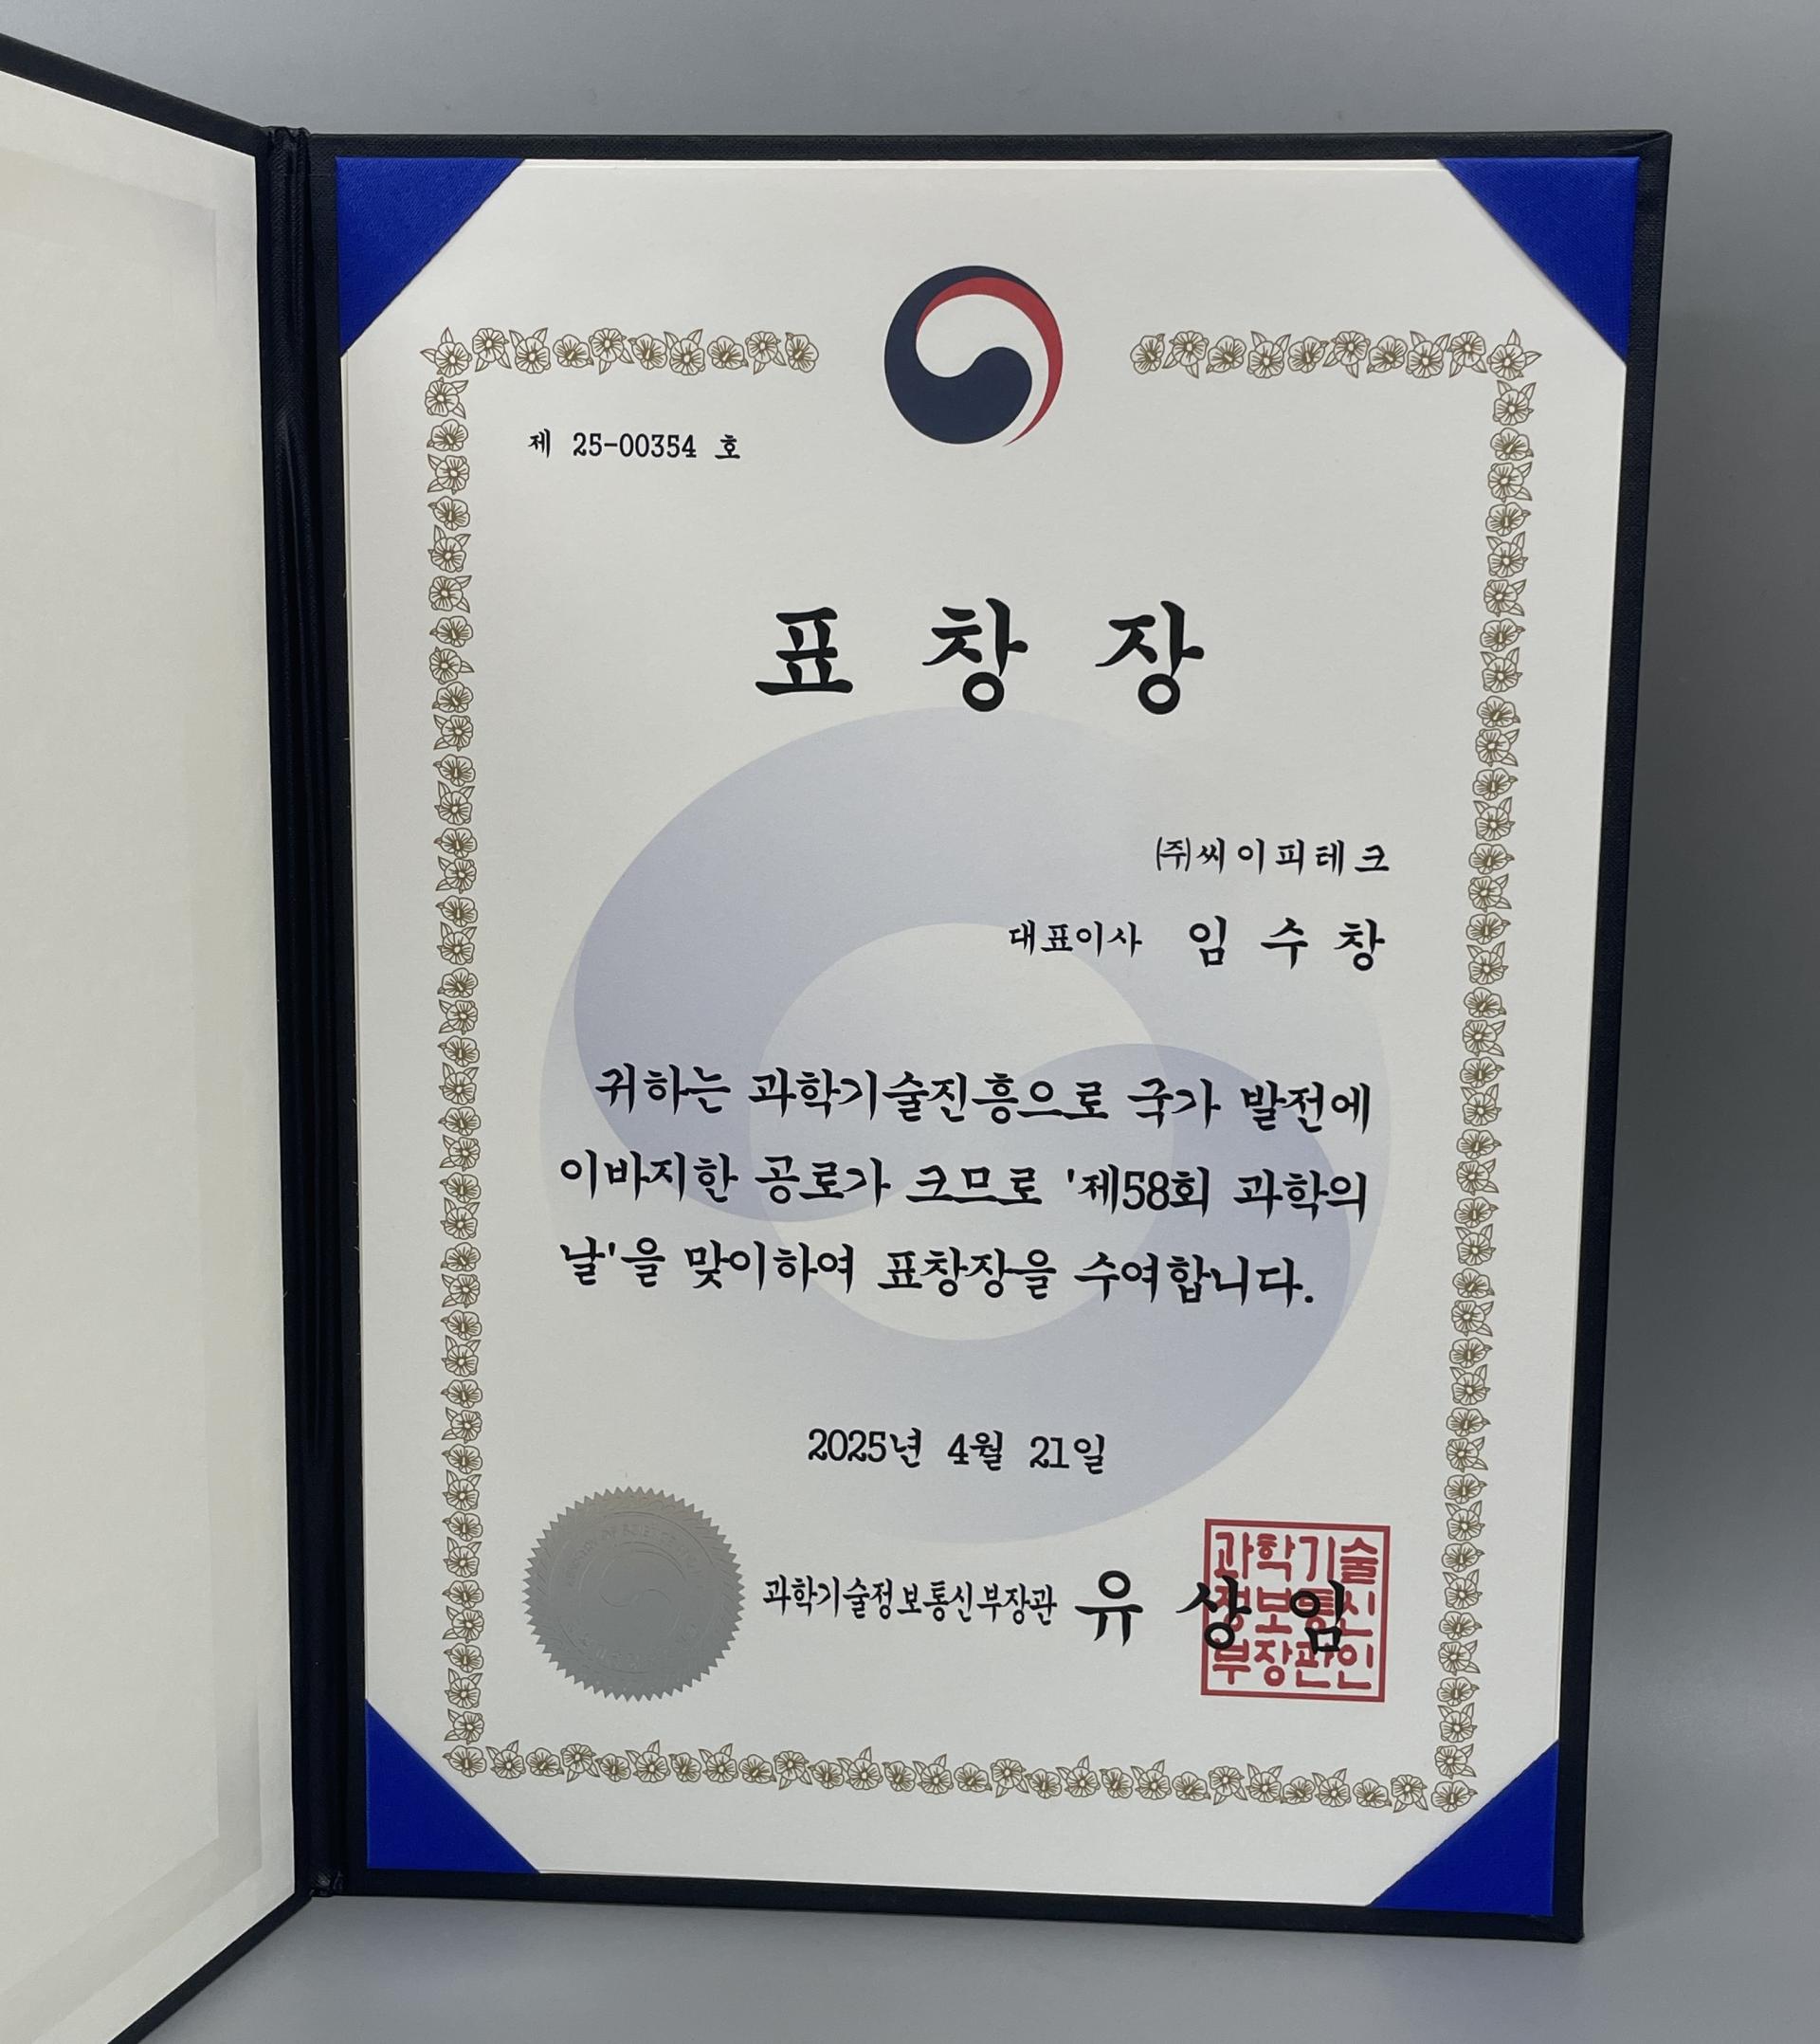 제 25-00354 호
표 창 장
㈜씨이피테크
대표이사 임 수 창
귀하는 과학기술진흥으로 국가 발전에
이바지한 공로가 크므로 '제58회 과학의
날'을 맞이하여 표창장을 수여합니다.
2025년 4월 21일
과학기술정보통신부장관 유 상 임
과학기술
정보통신
부장관인